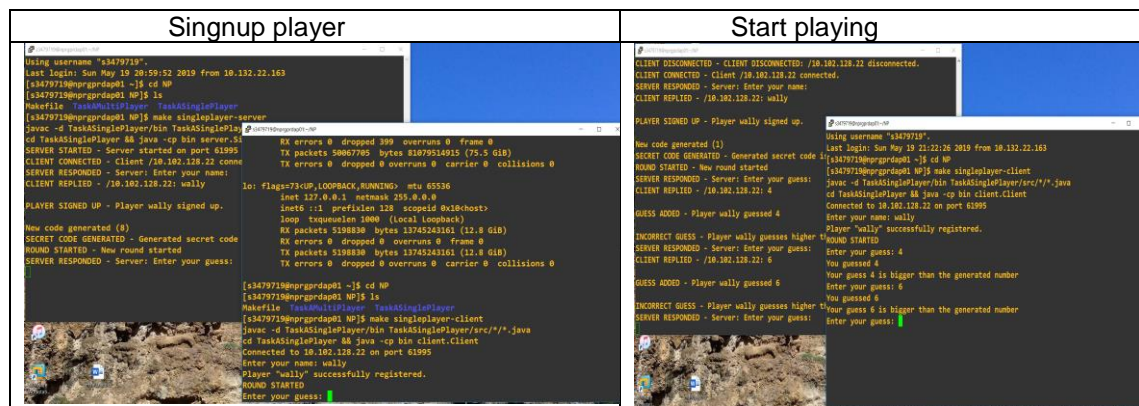 Singnup player
Start playing
s3479719@nprgprdap01:~/NP
Using username "s3479719".
Last login: Sun May 19 20:59:52 2019 from 10.132.22.163
[s3479719@nprgprdap01 ~]$ cd NP
[s3479719@nprgprdap01 NP]$ ls
Makefile TaskAMultiPlayer TaskASinglePlayer
[s3479719@nprgprdap01 NP]$ make singleplayer-server
javac -d TaskASinglePlayer/bin TaskASinglePlay
cd TaskASinglePlayer && java -cp bin server.Si
SERVER STARTED - Server started on port 61995
CLIENT CONNECTED - Client /10.102.128.22 conne
SERVER RESPONDED - Server: Enter your name:
CLIENT REPLIED - /10.102.128.22: wally
PLAYER SIGNED UP - Player wally signed up.
New code generated (8)
SECRET CODE GENERATED - Generated secret code
ROUND STARTED - New round started
SERVER RESPONDED - Server: Enter your guess:
s3479719@nprgprdap01:~/NP
RX errors 0 dropped 399 overruns 0 frame 0
TX packets 50667705 bytes 81079514915 (75.5 GiB)
TX errors 0 dropped 0 overruns 0 carrier 0 collisions 0
lo: flags=73<UP,LOOPBACK,RUNNING> mtu 65536
inet 127.0.0.1 netmask 255.0.0.0
inet6 ::1 prefixlen 128 scopeid 0x10<host>
loop txqueuelen 1000 (Local Loopback)
RX packets 5198830 bytes 13745243161 (12.8 GiB)
RX errors 0 dropped 0 overruns 0 frame 0
TX packets 5198830 bytes 13745243161 (12.8 GiB)
TX errors 0 dropped 0 overruns 0 carrier 0 collisions 0
[s3479719@nprgprdap01 ~]$ cd NP
[s3479719@nprgprdap01 NP]$ ls
Makefile TaskAMultiPlayer TaskASinglePlayer
[s3479719@nprgprdap01 NP]$ make singleplayer-client
javac -d TaskASinglePlayer/bin TaskASinglePlayer/src/*/*.java
cd TaskASinglePlayer && java -cp bin client.Client
Connected to 10.102.128.22 on port 61995
Enter your name: wally
Player "wally" successfully registered.
ROUND STARTED
Enter your guess:
s3479719@nprgprdap01:~/NP
CLIENT DISCONNECTED - CLIENT DISCONNECTED: /10.102.128.22 disconnected.
CLIENT CONNECTED - Client /10.102.128.22 connected.
SERVER RESPONDED - Server: Enter your name:
CLIENT REPLIED - /10.102.128.22: wally
PLAYER SIGNED UP - Player wally signed up.
New code generated (1)
SECRET CODE GENERATED - Generated secret code i
ROUND STARTED - New round started
SERVER RESPONDED - Server: Enter your guess:
CLIENT REPLIED - /10.102.128.22: 4
GUESS ADDED - Player wally guessed 4
INCORRECT GUESS - Player wally guesses higher t
SERVER RESPONDED - Server: Enter your guess:
CLIENT REPLIED - /10.102.128.22: 6
GUESS ADDED - Player wally guessed 6
INCORRECT GUESS - Player wally guesses higher t
SERVER RESPONDED - Server: Enter your guess:
s3479719@nprgprdap01:~/NP
Using username "s3479719".
Last login: Sun May 19 21:22:26 2019 from 10.132.22.163
[s3479719@nprgprdap01 ~]$ cd NP
[s3479719@nprgprdap01 NP]$ make singleplayer-client
javac -d TaskASinglePlayer/bin TaskASinglePlayer/src/*/*.java
cd TaskASinglePlayer && java -cp bin client.Client
Connected to 10.102.128.22 on port 61995
Enter your name: wally
Player "wally" successfully registered.
ROUND STARTED
Enter your guess: 4
You guessed 4
Your guess 4 is bigger than the generated number
Enter your guess: 6
You guessed 6
Your guess 6 is bigger than the generated number
Enter your guess: